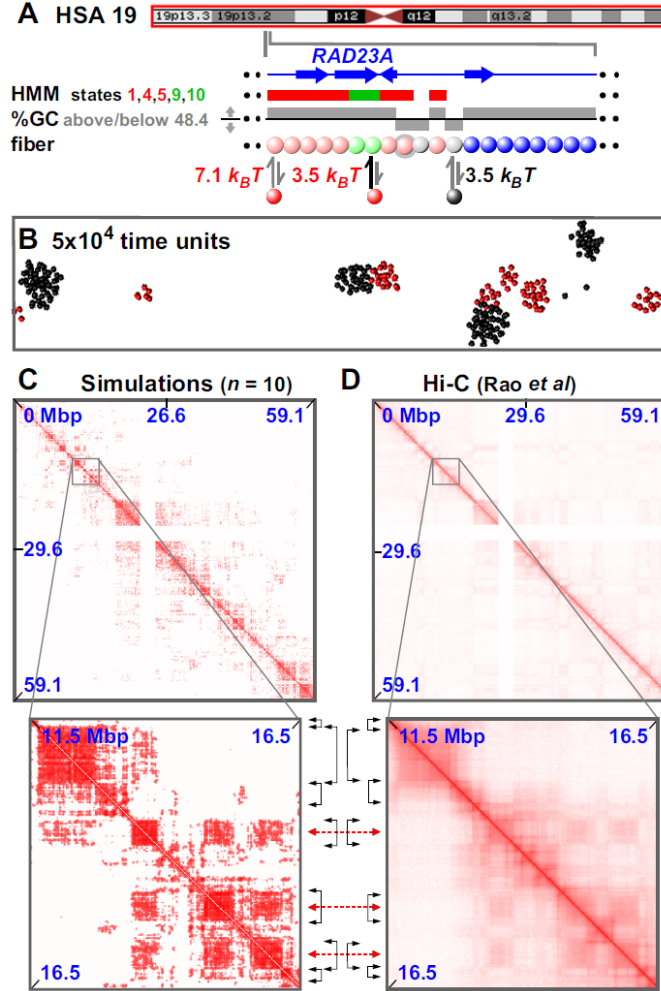 A HSA 19
19p13.3 19p13.2 p12 q12 q13.2
RAD23A
HMM states 1,4,5,9,10
%GC above/below 48.4
fiber
7.1 kBT 3.5 kBT 3.5 kBT
B 5x10⁴ time units
C Simulations (n = 10) D Hi-C (Rao et al)
0 Mbp 26.6 59.1 0 Mbp 29.6 59.1
29.6 29.6
59.1 59.1
11.5 Mbp 16.5 11.5 Mbp 16.5
16.5 16.5